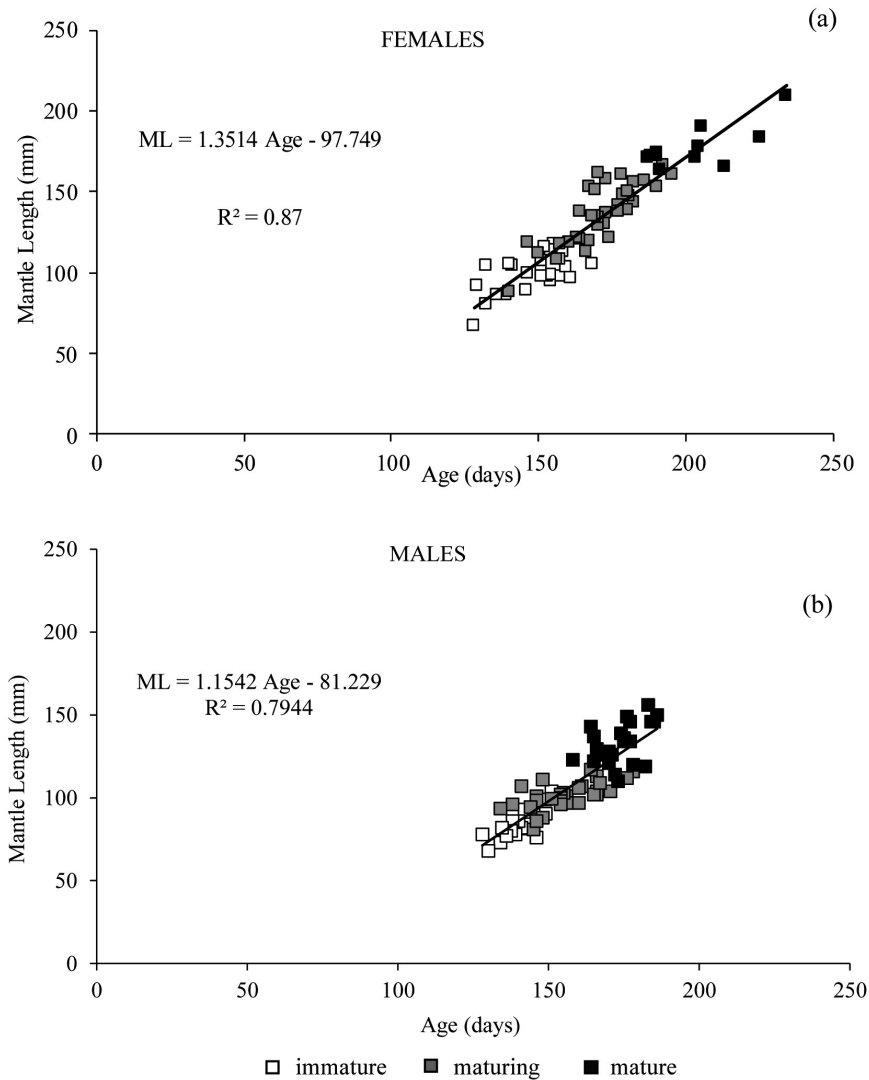 (a)
FEMALES
250
200
150
100
50
0
ML = 1.3514 Age - 97.749
R² = 0.87
Mantle Length (mm)
0 50 100 150 200 250
Age (days)
MALES
(b)
250
200
150
100
50
0
ML = 1.1542 Age - 81.229
R² = 0.7944
Mantle Length (mm)
0 50 100 150 200 250
Age (days)
immature maturing mature